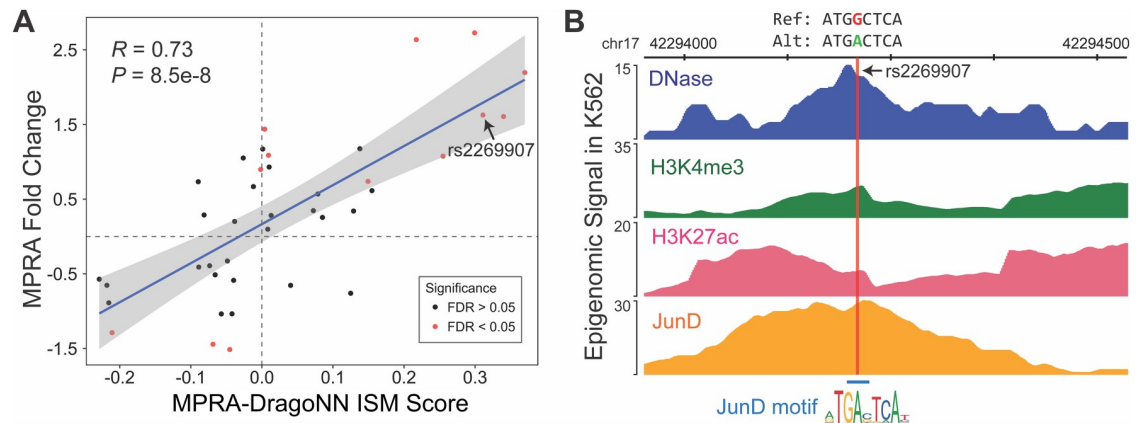 A
R = 0.73
P = 8.5e-8
rs2269907
MPRA Fold Change
2.5
1.5
0.5
-0.5
-1.5
Significance
FDR > 0.05
FDR < 0.05
-0.2
-0.1
0.0
0.1
0.2
0.3
MPRA-DragoNN ISM Score
B
Ref: ATGGCTCA
Alt: ATGACTCA
chr17 42294000 42294500
Epigenomic Signal in K562
15
DNase
rs2269907
35
H3K4me3
20
H3K27ac
30
JunD
JunD motif
TGA TCA